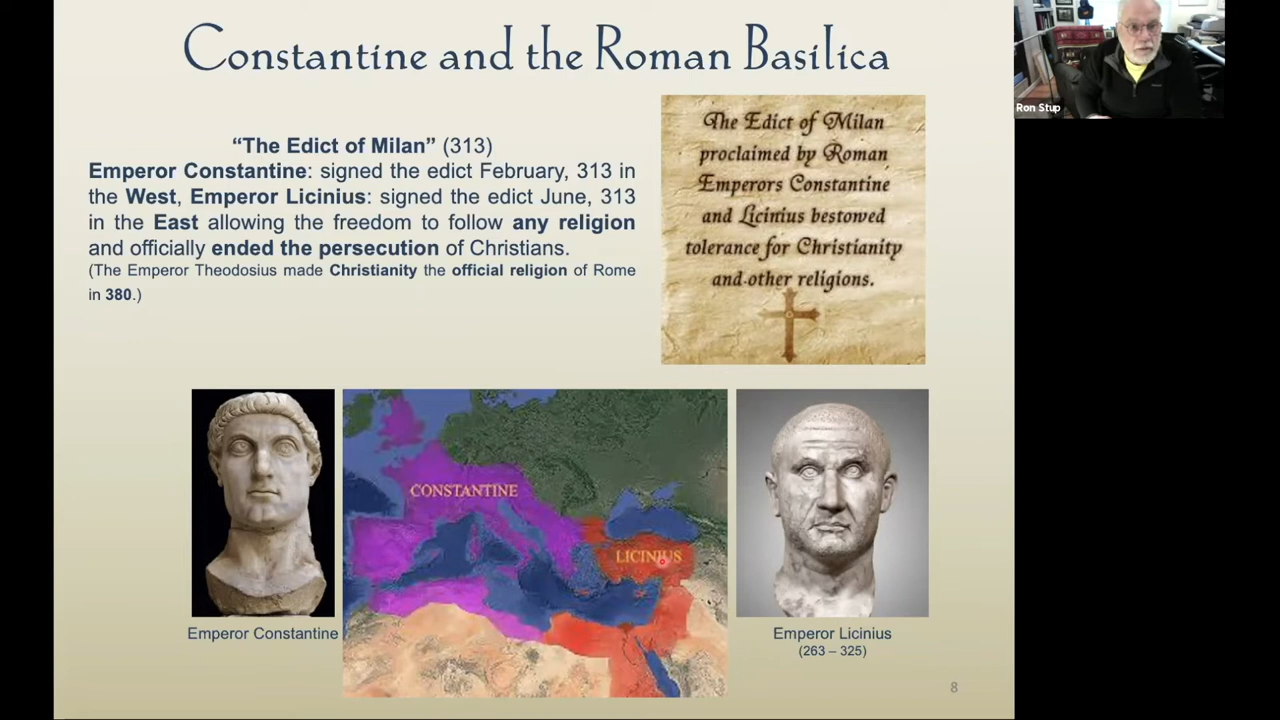 Constantine and the Roman Basilica
Ron Stup
“The Edict of Milan” (313)
Emperor Constantine: signed the edict February, 313 in
the West, Emperor Licinius: signed the edict June, 313
in the East allowing the freedom to follow any religion
and officially ended the persecution of Christians.
(The Emperor Theodosius made Christianity the official religion of Rome
in 380.)
The Edict of Milan
proclaimed by Roman
Emperors Constantine
and Licinius bestowed
tolerance for Christianity
and other religions.
CONSTANTINE
LICINIUS
Emperor Constantine
Emperor Licinius
(263 – 325)
8